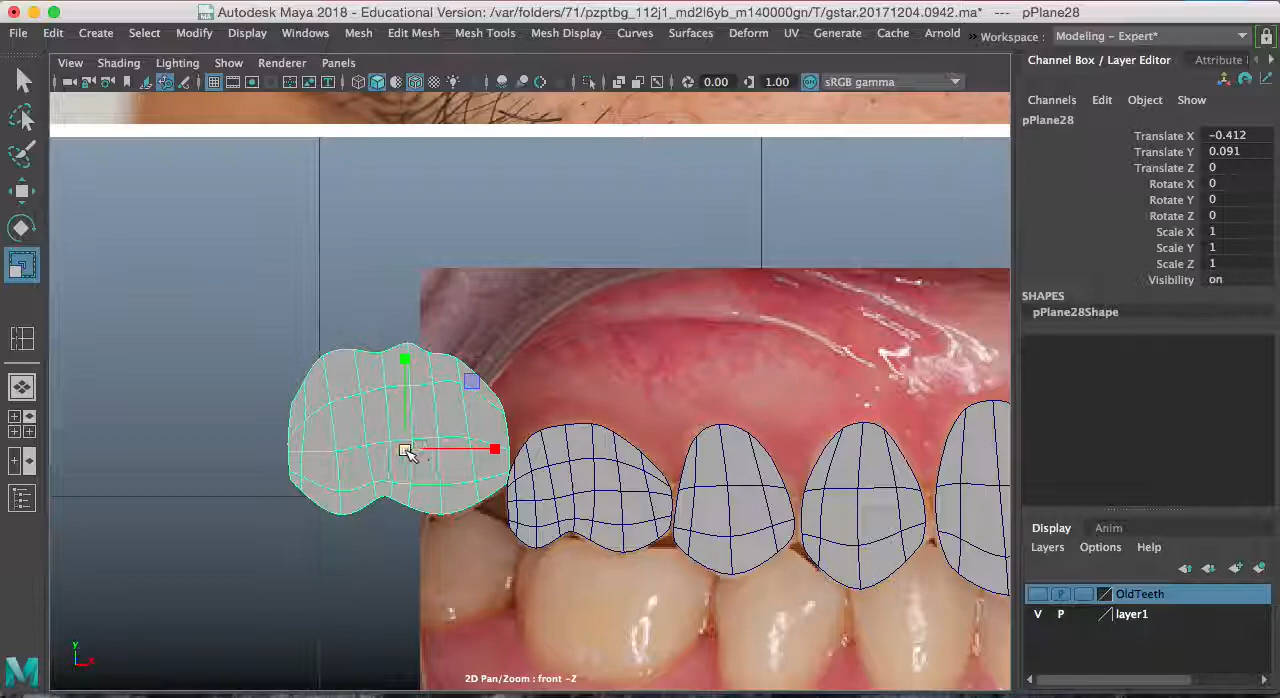 Autodesk Maya 2018 - Educational Version: /var/folders/71/pzptbg_112j1_md2l6yb_m140000gn/T/gstar.20171204.0942.ma* --- pPlane28
File Edit Create Select Modify Display Windows Mesh Edit Mesh Mesh Tools Mesh Display Curves Surfaces Deform UV Generate Cache Arnold » Workspace : Modeling - Expert*
View Shading Lighting Show Renderer Panels
0.00 1.00 sRGB gamma
Channel Box / Layer Editor Attribute
Channels Edit Object Show
pPlane28
Translate X -0.412
Translate Y 0.091
Translate Z 0
Rotate X 0
Rotate Y 0
Rotate Z 0
Scale X 1
Scale Y 1
Scale Z 1
Visibility on
SHAPES
pPlane28Shape
Display Anim
Layers Options Help
P OldTeeth
V P layer1
y
x
2D Pan/Zoom : front -Z
M